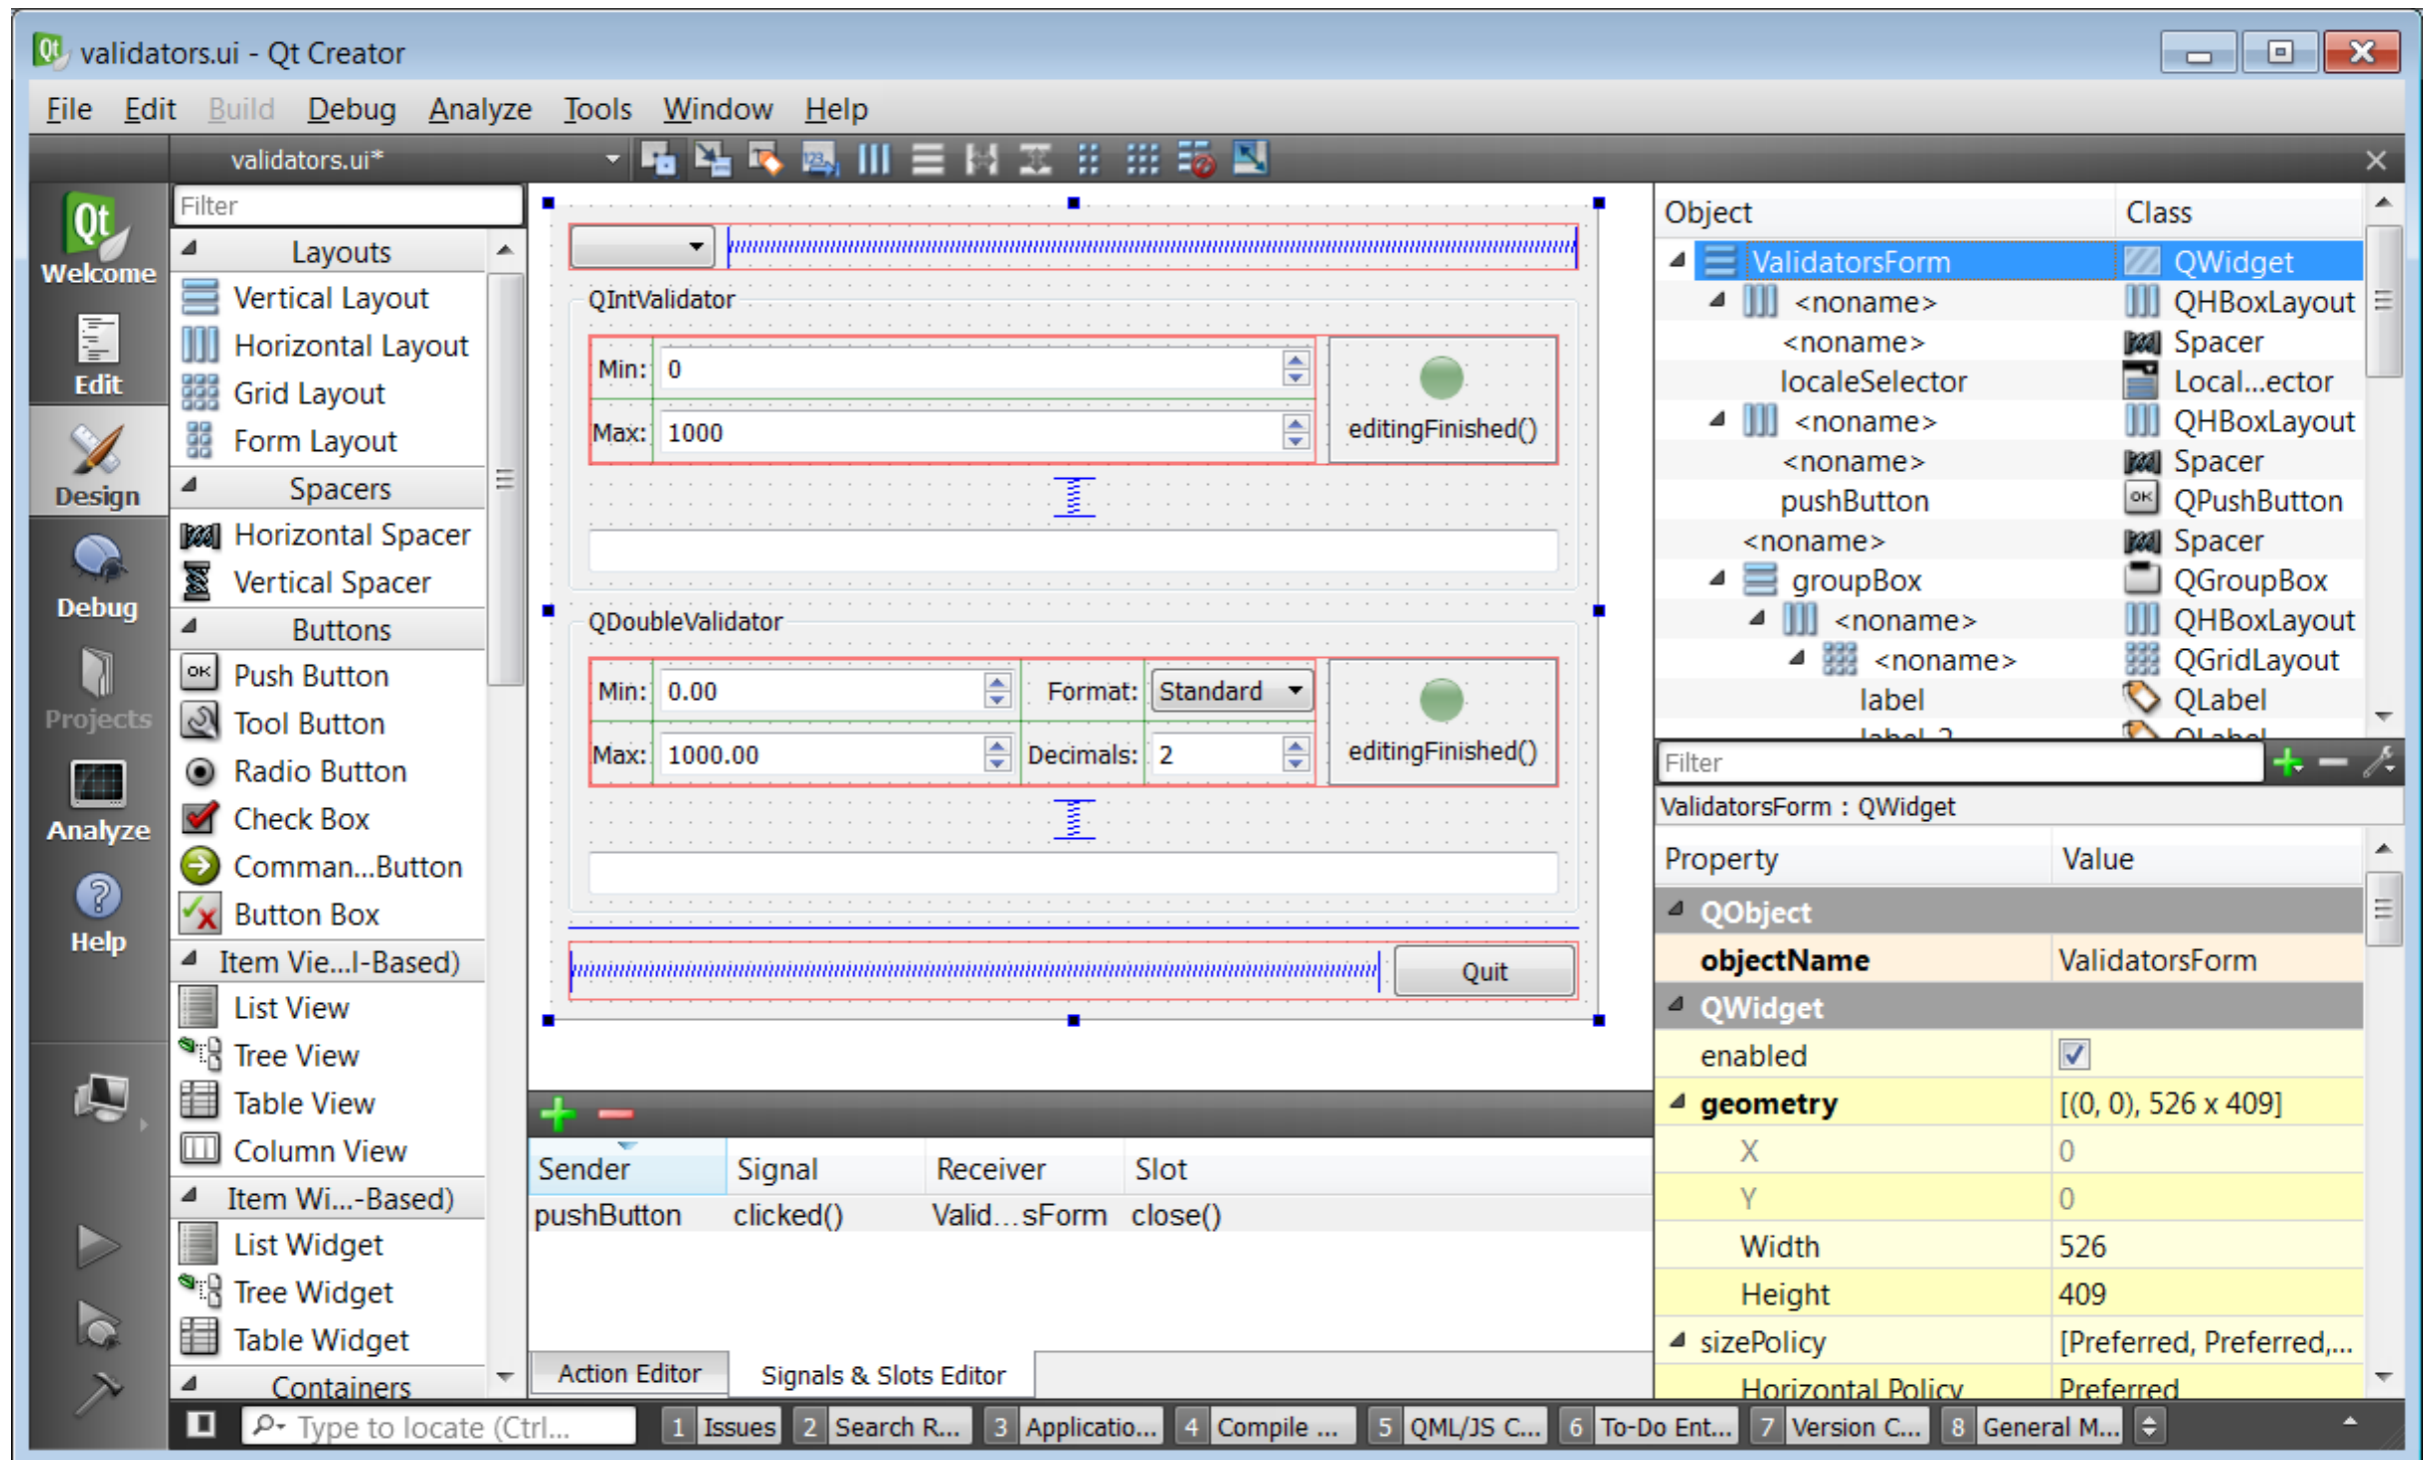 validators.ui - Qt Creator
File Edit Build Debug Analyze Tools Window Help
validators.ui*
Qt
Welcome
Edit
Design
Debug
Projects
Analyze
Help
Filter
Layouts
Vertical Layout
Horizontal Layout
Grid Layout
Form Layout
Spacers
Horizontal Spacer
Vertical Spacer
Buttons
OK Push Button
Tool Button
Radio Button
Check Box
Comman...Button
Button Box
Item Vie...l-Based)
List View
Tree View
Table View
Column View
Item Wi...-Based)
List Widget
Tree Widget
Table Widget
Containers
QIntValidator
Min: 0
Max: 1000
editingFinished()
QDoubleValidator
Min: 0.00 Format: Standard
Max: 1000.00 Decimals: 2
editingFinished()
Quit
Sender Signal Receiver Slot
pushButton clicked() Valid...sForm close()
Action Editor Signals & Slots Editor
Object Class
ValidatorsForm QWidget
<noname> QHBoxLayout
<noname> Spacer
localeSelector Local...ector
<noname> QHBoxLayout
<noname> Spacer
pushButton OK QPushButton
<noname> Spacer
groupBox QGroupBox
<noname> QHBoxLayout
<noname> QGridLayout
label QLabel
label_2 QLabel
Filter
ValidatorsForm : QWidget
Property Value
QObject
objectName ValidatorsForm
QWidget
enabled
geometry [(0, 0), 526 x 409]
X 0
Y 0
Width 526
Height 409
sizePolicy [Preferred, Preferred,...
Horizontal Policy Preferred
Type to locate (Ctrl... 1 Issues 2 Search R... 3 Applicatio... 4 Compile ... 5 QML/JS C... 6 To-Do Ent... 7 Version C... 8 General M...